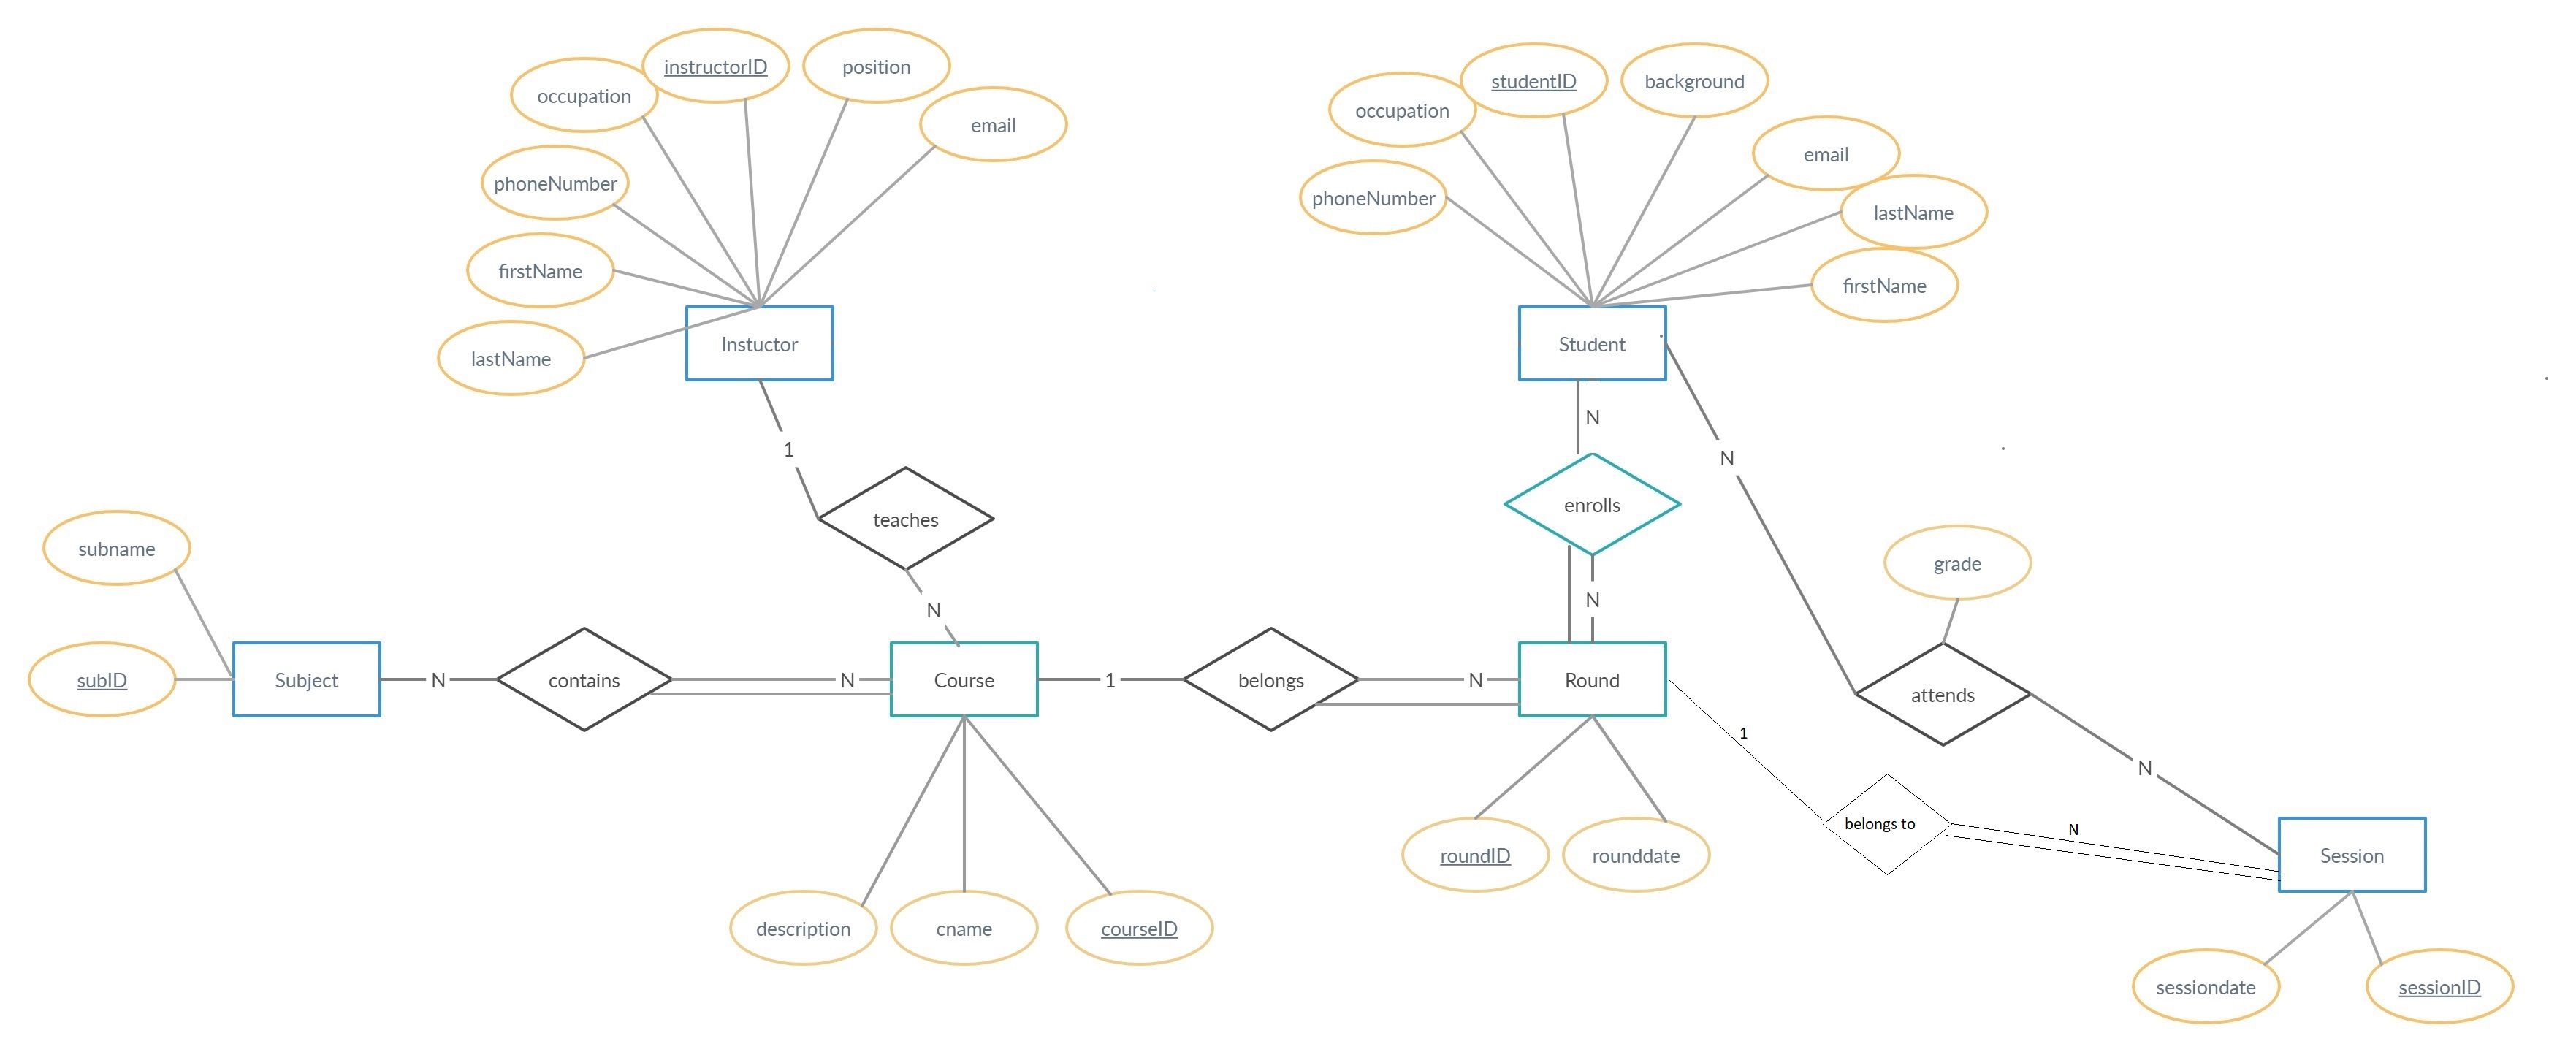 instructorID
position
occupation
email
phoneNumber
firstName
lastName
Instuctor
studentID
background
occupation
email
phoneNumber
lastName
firstName
Student
1
N
N
teaches
enrolls
N
N
subname
grade
subID
Subject
N
contains
N
Course
1
belongs
N
Round
attends
1
N
belongs to
N
roundID
rounddate
Session
description
cname
courseID
sessiondate
sessionID